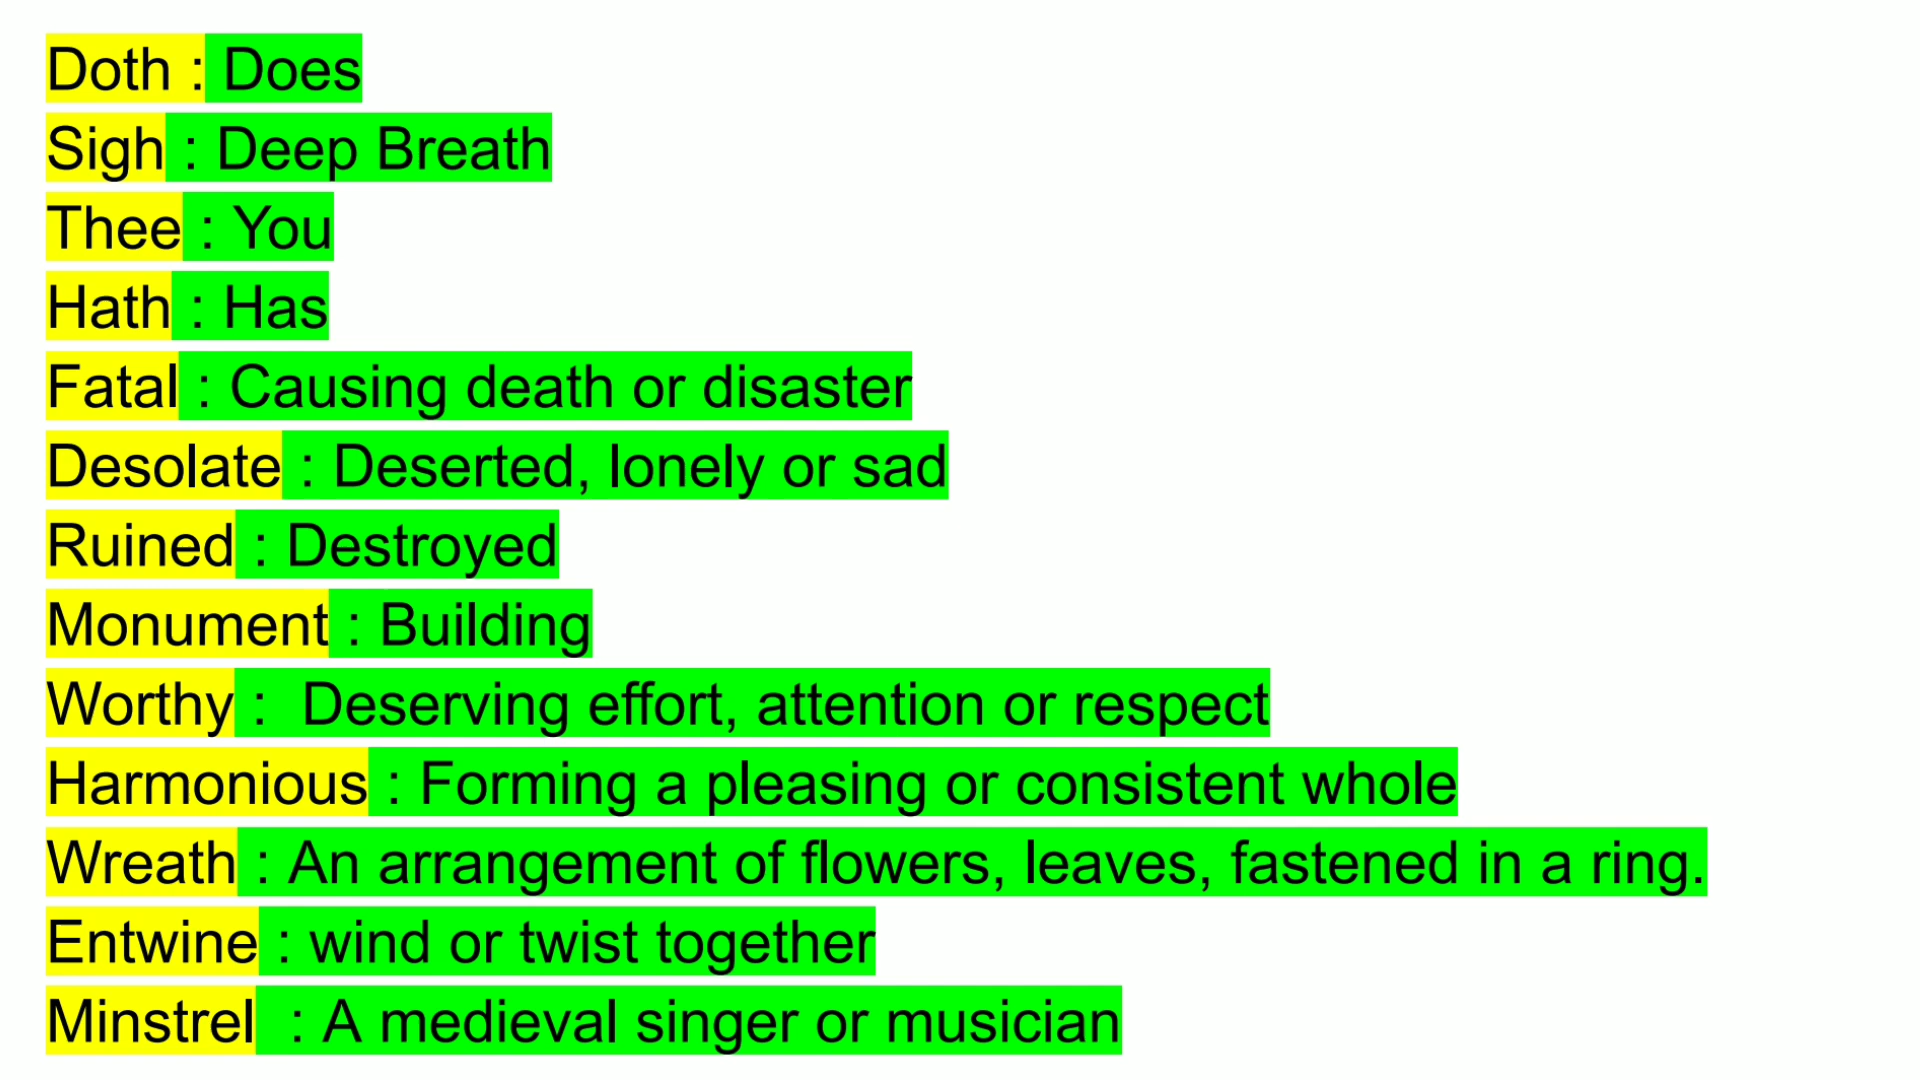 Doth : Does
Sigh : Deep Breath
Thee : You
Hath : Has
Fatal : Causing death or disaster
Desolate : Deserted, lonely or sad
Ruined : Destroyed
Monument : Building
Worthy :  Deserving effort, attention or respect
Harmonious : Forming a pleasing or consistent whole
Wreath : An arrangement of flowers, leaves, fastened in a ring.
Entwine : wind or twist together
Minstrel  : A medieval singer or musician